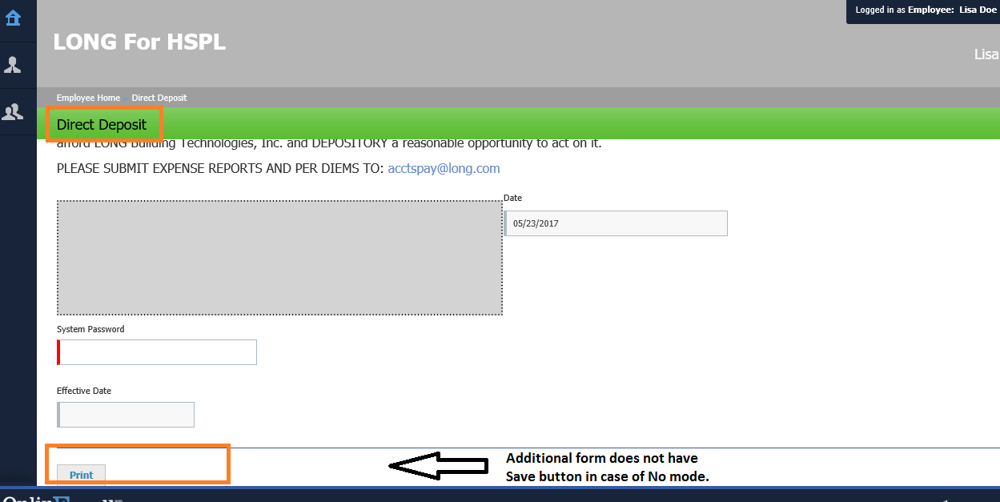 Logged in as Employee: Lisa Doe
LONG For HSPL
Lisa
Employee Home Direct Deposit
Direct Deposit
afford LONG Building Technologies, Inc. and DEPOSITORY a reasonable opportunity to act on it.
PLEASE SUBMIT EXPENSE REPORTS AND PER DIEMS TO: acctspay@long.com
Date
05/23/2017
System Password
Effective Date
Print
Additional form does not have
Save button in case of No mode.